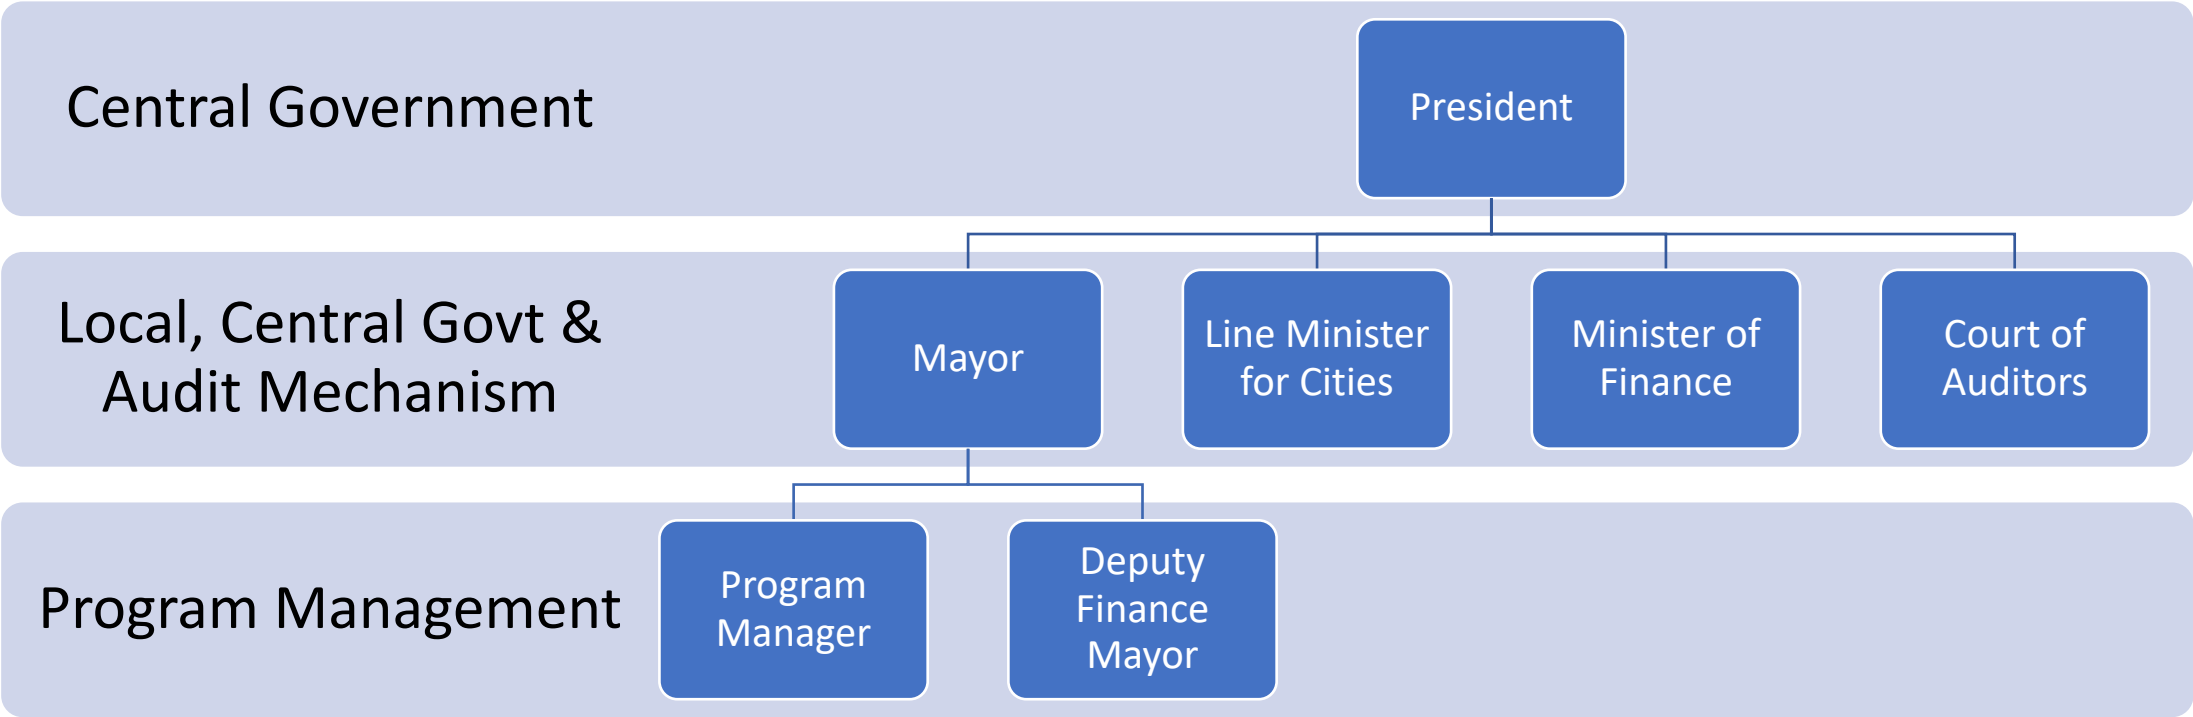 Central Government
President
Local, Central Govt &
Audit Mechanism
Mayor
Line Minister
for Cities
Minister of
Finance
Court of
Auditors
Program Management
Program
Manager
Deputy
Finance
Mayor